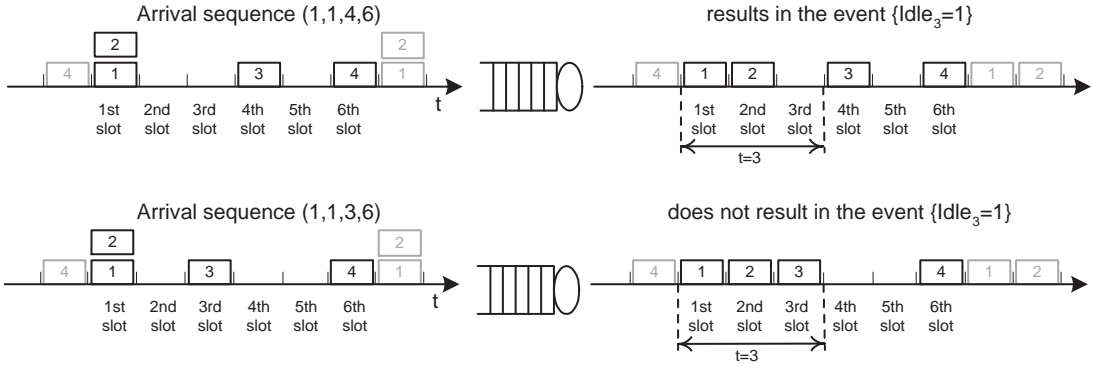 Arrival sequence (1,1,4,6)
results in the event {Idle₃=1}
2 2
4 1 3 4 1
4 1 2 3 4 1 2
t
1st 2nd 3rd 4th 5th 6th
slot slot slot slot slot slot
1st 2nd 3rd 4th 5th 6th
slot slot slot slot slot slot
t=3
Arrival sequence (1,1,3,6)
does not result in the event {Idle₃=1}
2 2
4 1 3 4 1
4 1 2 3 4 1 2
t
1st 2nd 3rd 4th 5th 6th
slot slot slot slot slot slot
1st 2nd 3rd 4th 5th 6th
slot slot slot slot slot slot
t=3